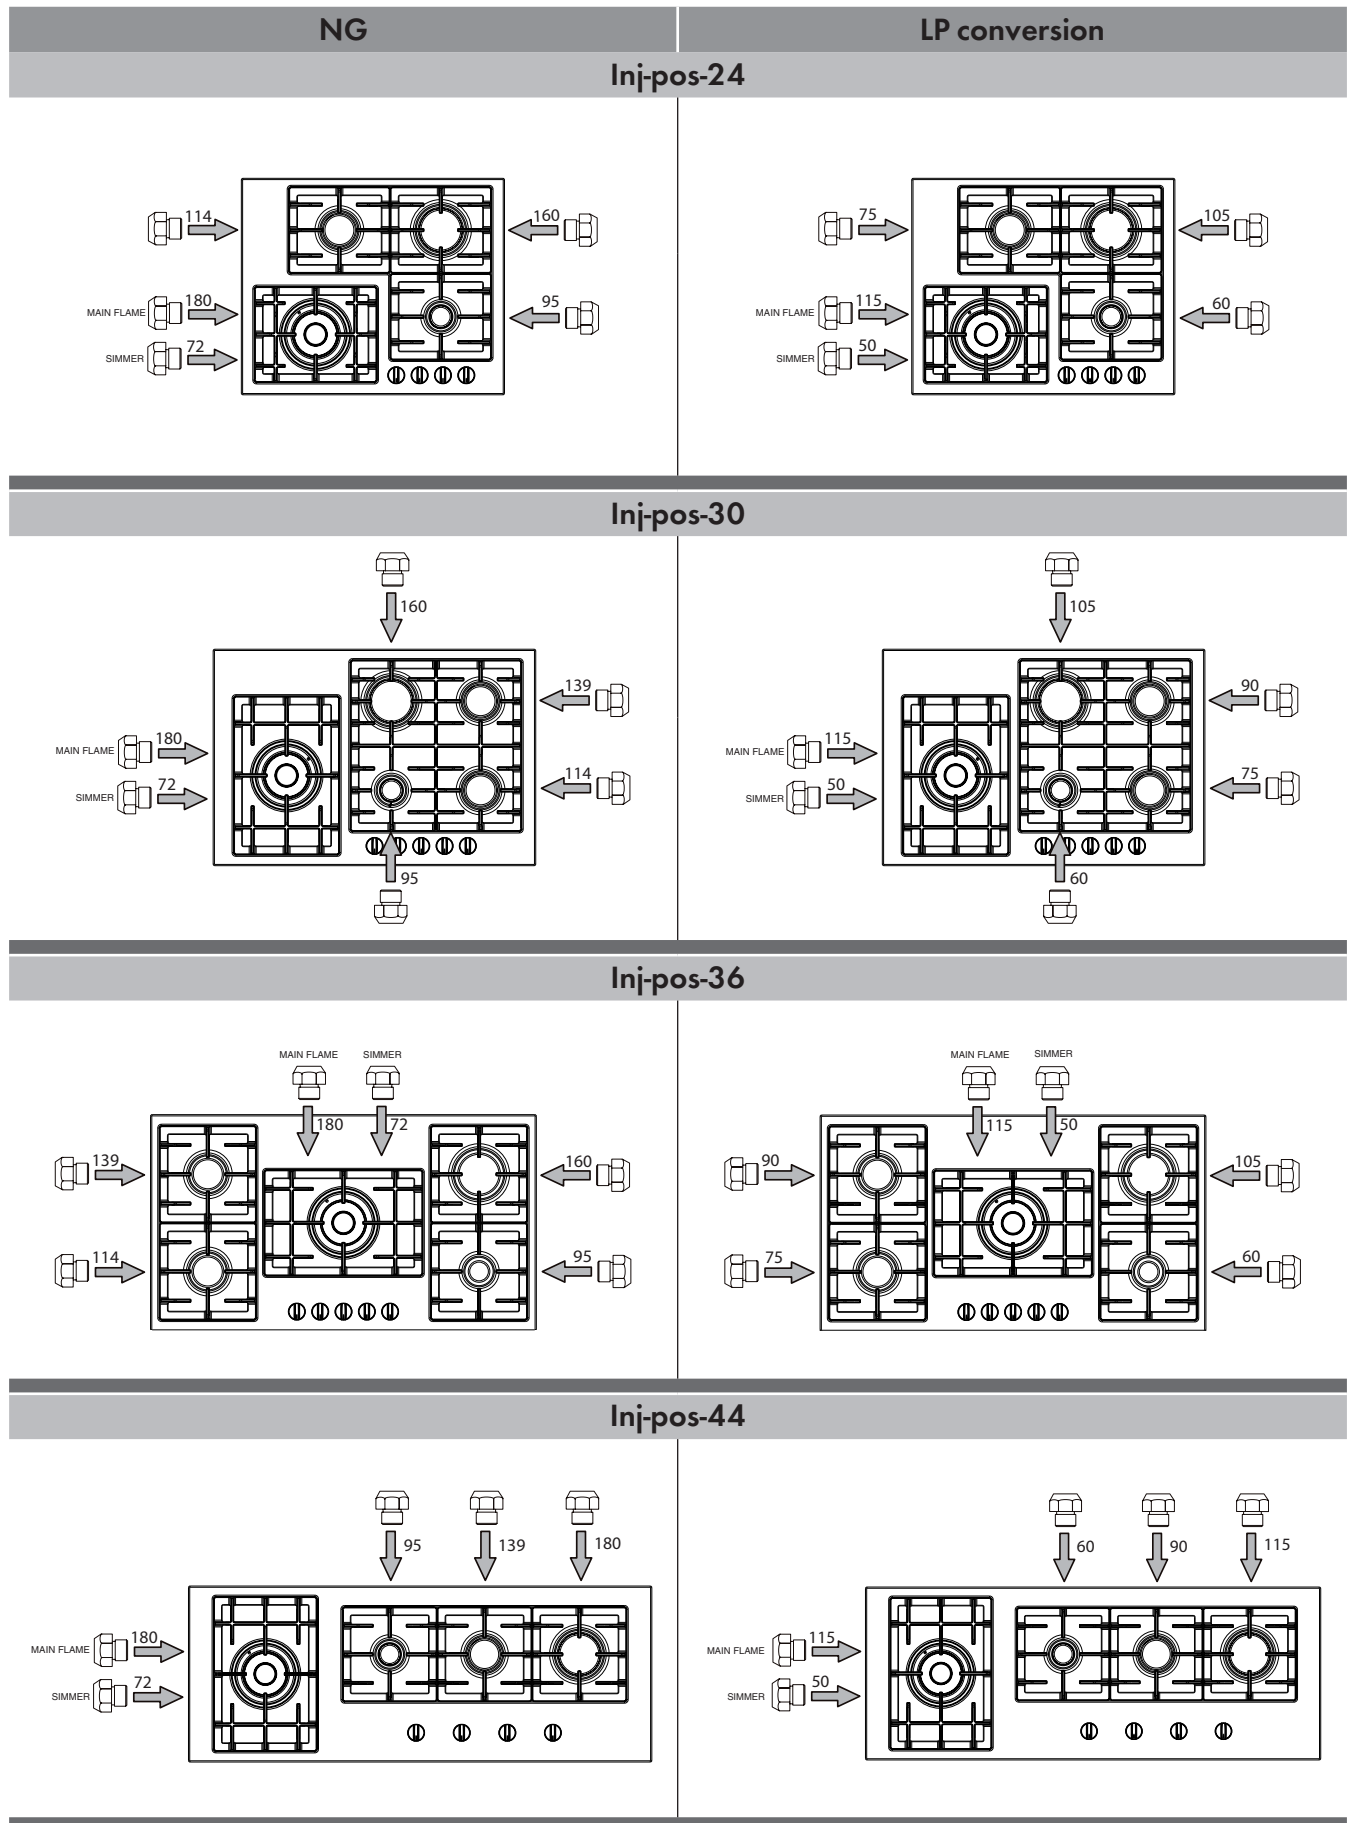 NG
LP conversion
Inj-pos-24
114
160
MAIN FLAME 180
95
SIMMER 72
75
105
MAIN FLAME 115
60
SIMMER 50
Inj-pos-30
160
139
MAIN FLAME 180
SIMMER 72
114
95
105
90
MAIN FLAME 115
SIMMER 50
75
60
Inj-pos-36
MAIN FLAME SIMMER
180 72
139
160
114
95
MAIN FLAME SIMMER
115 50
90
105
75
60
Inj-pos-44
95 139 180
MAIN FLAME 180
SIMMER 72
60 90 115
MAIN FLAME 115
SIMMER 50